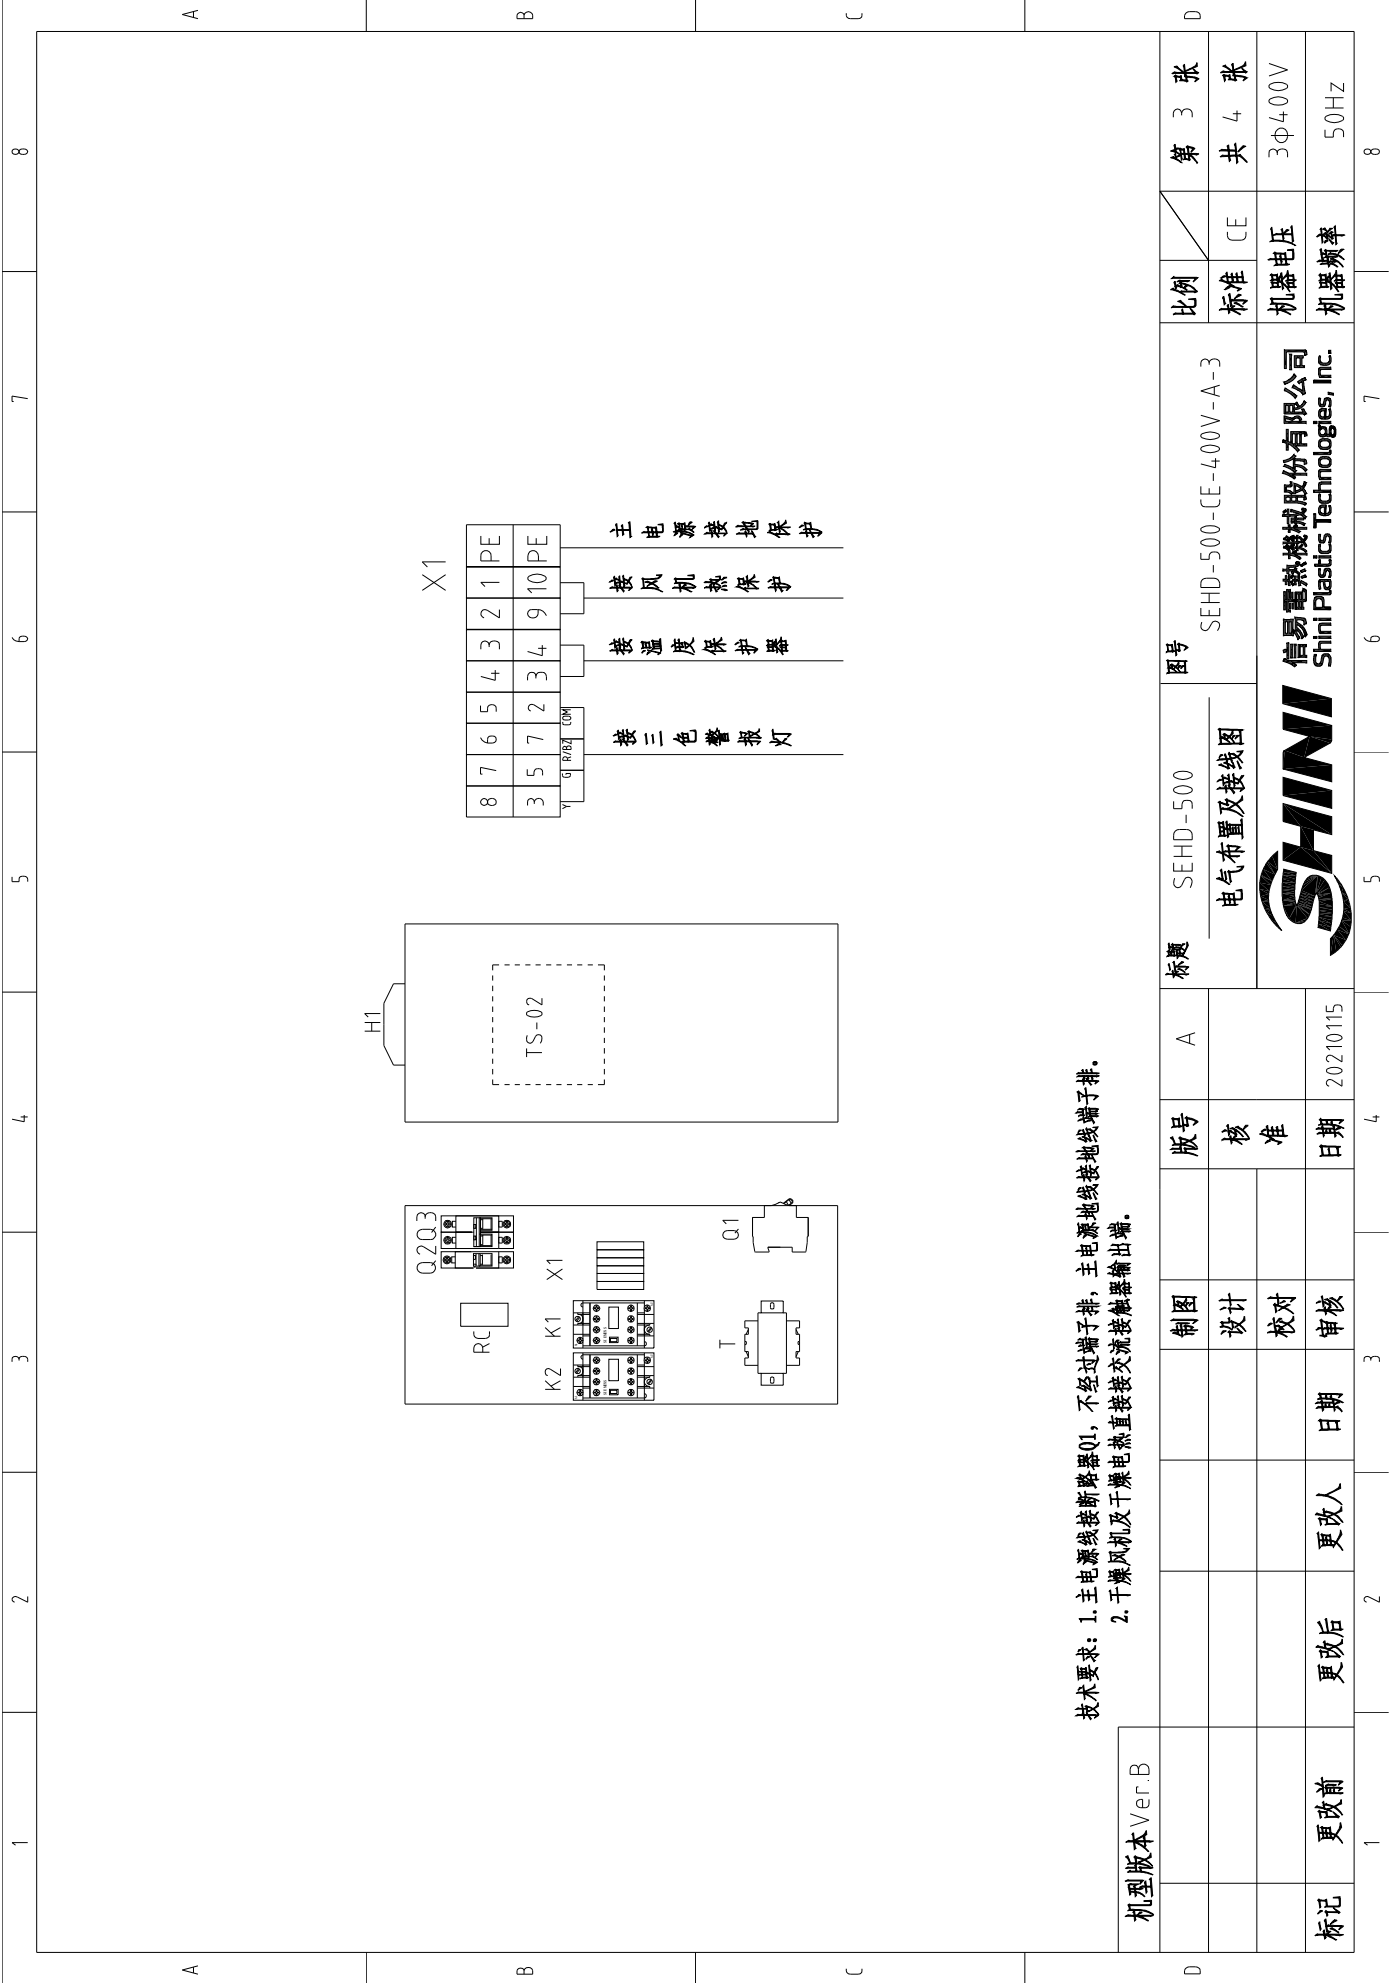 1 2 3 4 5 6 7 8
A A
B B
C C
D D
H1
Q2Q3
RC
K2 K1 X1
T Q1
TS-02
X1
8 7 6 5 4 3 2 1 PE
3 5 7 2 3 4 9 10 PE
Y G R/BZ COM
接三色警报灯
接温度保护器
接风机热保护
主电源接地保护
技术要求：1.主电源线接断路器Q1，不经过端子排，主电源地线接地线端子排。
2.干燥风机及干燥电热直接接交流接触器输出端。
机型版本Ver.B
制图 版号 A
设计 核准
校对
标记 更改前 更改后 更改人 日期 审核 日期 20210115
标题 SEHD-500
电气布置及接线图
图号
SEHD-500-CE-400V-A-3
SHINI
信易電熱機械股份有限公司
Shini Plastics Technologies, Inc.
比例 第 3 张
标准 CE 共 4 张
机器电压 3φ400V
机器频率 50HZ
1 2 3 4 5 6 7 8